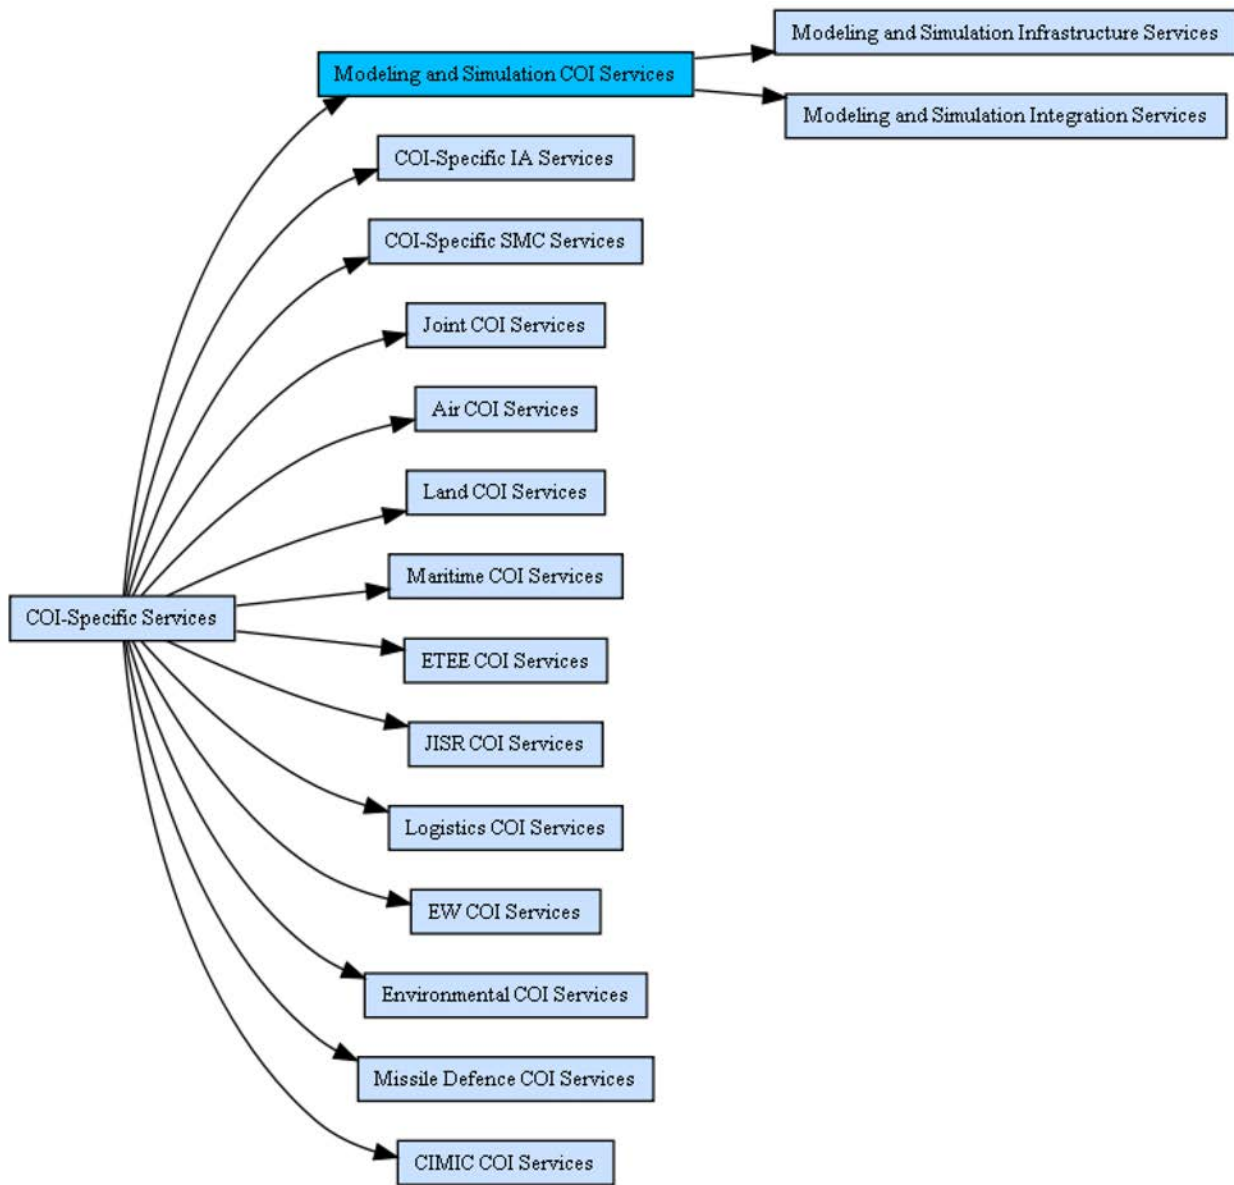 Modeling and Simulation Infrastructure Services
Modeling and Simulation COI Services
Modeling and Simulation Integration Services
COI-Specific IA Services
COI-Specific SMC Services
Joint COI Services
Air COI Services
Land COI Services
Maritime COI Services
COI-Specific Services
ETEE COI Services
JISR COI Services
Logistics COI Services
EW COI Services
Environmental COI Services
Missile Defence COI Services
CIMIC COI Services